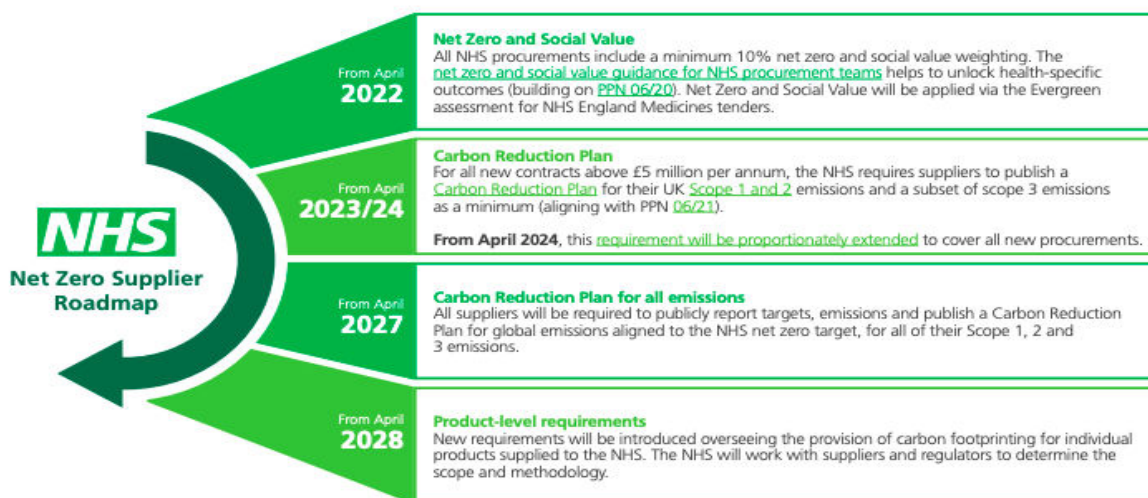 NHS
Net Zero Supplier
Roadmap
From April
2022
Net Zero and Social Value
All NHS procurements include a minimum 10% net zero and social value weighting. The
net zero and social value guidance for NHS procurement teams helps to unlock health-specific
outcomes (building on PPN 06/20). Net Zero and Social Value will be applied via the Evergreen
assessment for NHS England Medicines tenders.
From April
2023/24
Carbon Reduction Plan
For all new contracts above £5 million per annum, the NHS requires suppliers to publish a
Carbon Reduction Plan for their UK Scope 1 and 2 emissions and a subset of scope 3 emissions
as a minimum (aligning with PPN 06/21).
From April 2024, this requirement will be proportionately extended to cover all new procurements.
From April
2027
Carbon Reduction Plan for all emissions
All suppliers will be required to publicly report targets, emissions and publish a Carbon Reduction
Plan for global emissions aligned to the NHS net zero target, for all of their Scope 1, 2 and
3 emissions.
From April
2028
Product-level requirements
New requirements will be introduced overseeing the provision of carbon footprinting for individual
products supplied to the NHS. The NHS will work with suppliers and regulators to determine the
scope and methodology.